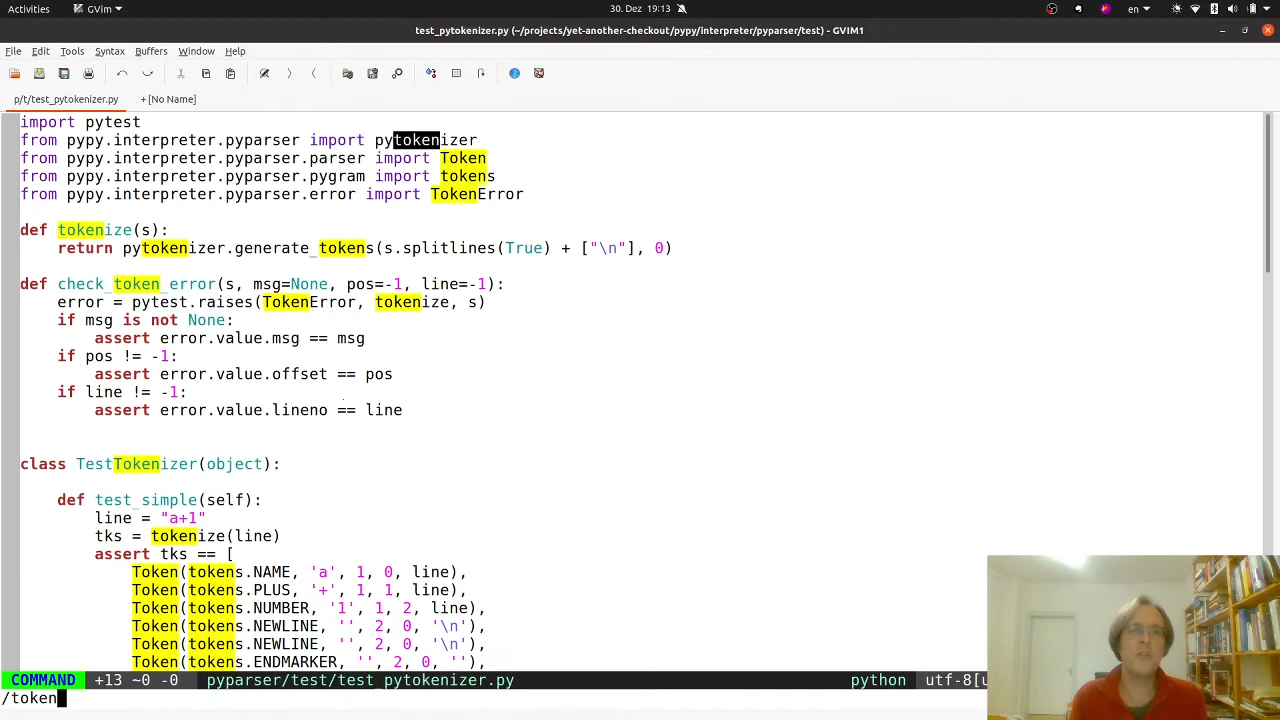 Activities GVim 30. Dez 19:13 en
test_pytokenizer.py (~/projects/yet-another-checkout/pypy/interpreter/pyparser/test) - GVIM1
File Edit Tools Syntax Buffers Window Help
p/t/test_pytokenizer.py + [No Name]
import pytest
from pypy.interpreter.pyparser import pytokenizer
from pypy.interpreter.pyparser.parser import Token
from pypy.interpreter.pyparser.pygram import tokens
from pypy.interpreter.pyparser.error import TokenError
def tokenize(s):
    return pytokenizer.generate_tokens(s.splitlines(True) + ["\n"], 0)
def check_token_error(s, msg=None, pos=-1, line=-1):
    error = pytest.raises(TokenError, tokenize, s)
    if msg is not None:
        assert error.value.msg == msg
    if pos != -1:
        assert error.value.offset == pos
    if line != -1:
        assert error.value.lineno == line
class TestTokenizer(object):
    def test_simple(self):
        line = "a+1"
        tks = tokenize(line)
        assert tks == [
            Token(tokens.NAME, 'a', 1, 0, line),
            Token(tokens.PLUS, '+', 1, 1, line),
            Token(tokens.NUMBER, '1', 1, 2, line),
            Token(tokens.NEWLINE, '', 2, 0, '\n'),
            Token(tokens.NEWLINE, '', 2, 0, '\n'),
            Token(tokens.ENDMARKER, '', 2, 0, ''),
COMMAND +13 ~0 -0 pyparser/test/test_pytokenizer.py python utf-8[u
/token